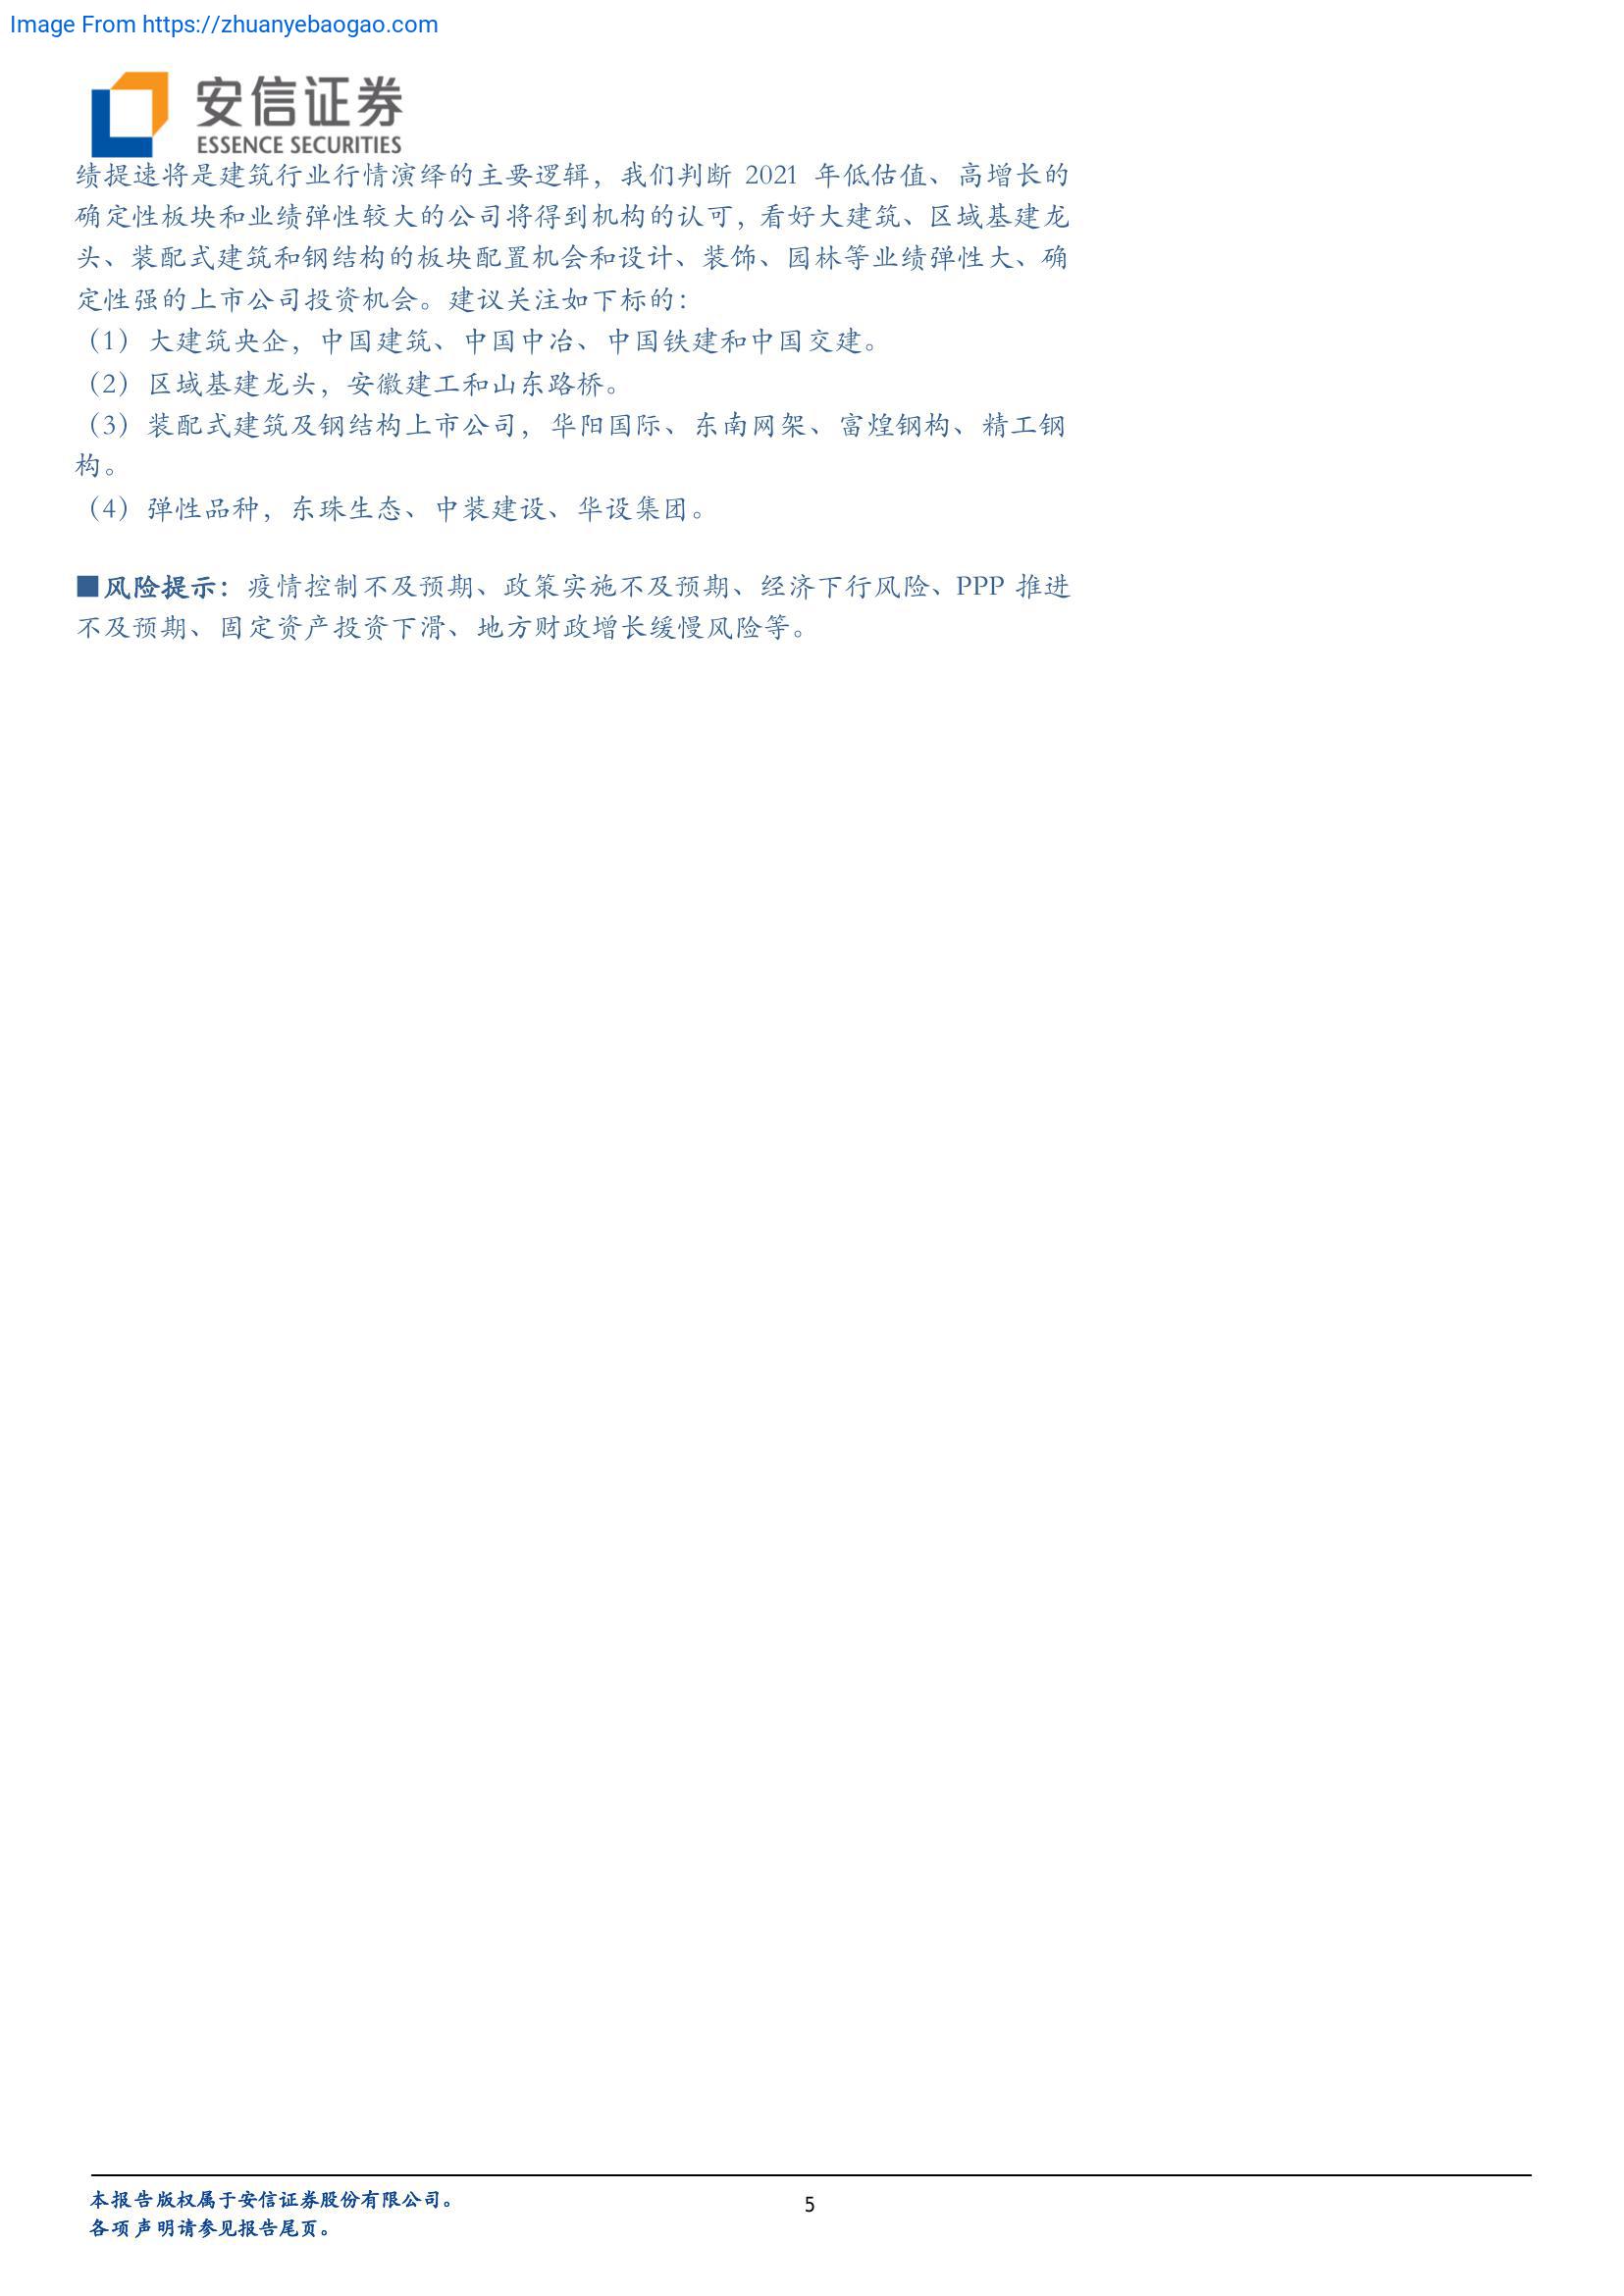 Image From https://zhuanyebaogao.com
安信证券
ESSENCE SECURITIES
绩提速将是建筑行业行情演绎的主要逻辑，我们判断 2021 年低估值、高增长的
确定性板块和业绩弹性较大的公司将得到机构的认可，看好大建筑、区域基建龙
头、装配式建筑和钢结构的板块配置机会和设计、装饰、园林等业绩弹性大、确
定性强的上市公司投资机会。建议关注如下标的：
（1）大建筑央企，中国建筑、中国中冶、中国铁建和中国交建。
（2）区域基建龙头，安徽建工和山东路桥。
（3）装配式建筑及钢结构上市公司，华阳国际、东南网架、富煌钢构、精工钢
构。
（4）弹性品种，东珠生态、中装建设、华设集团。
■风险提示：疫情控制不及预期、政策实施不及预期、经济下行风险、PPP 推进
不及预期、固定资产投资下滑、地方财政增长缓慢风险等。
本报告版权属于安信证券股份有限公司。
5
各项声明请参见报告尾页。